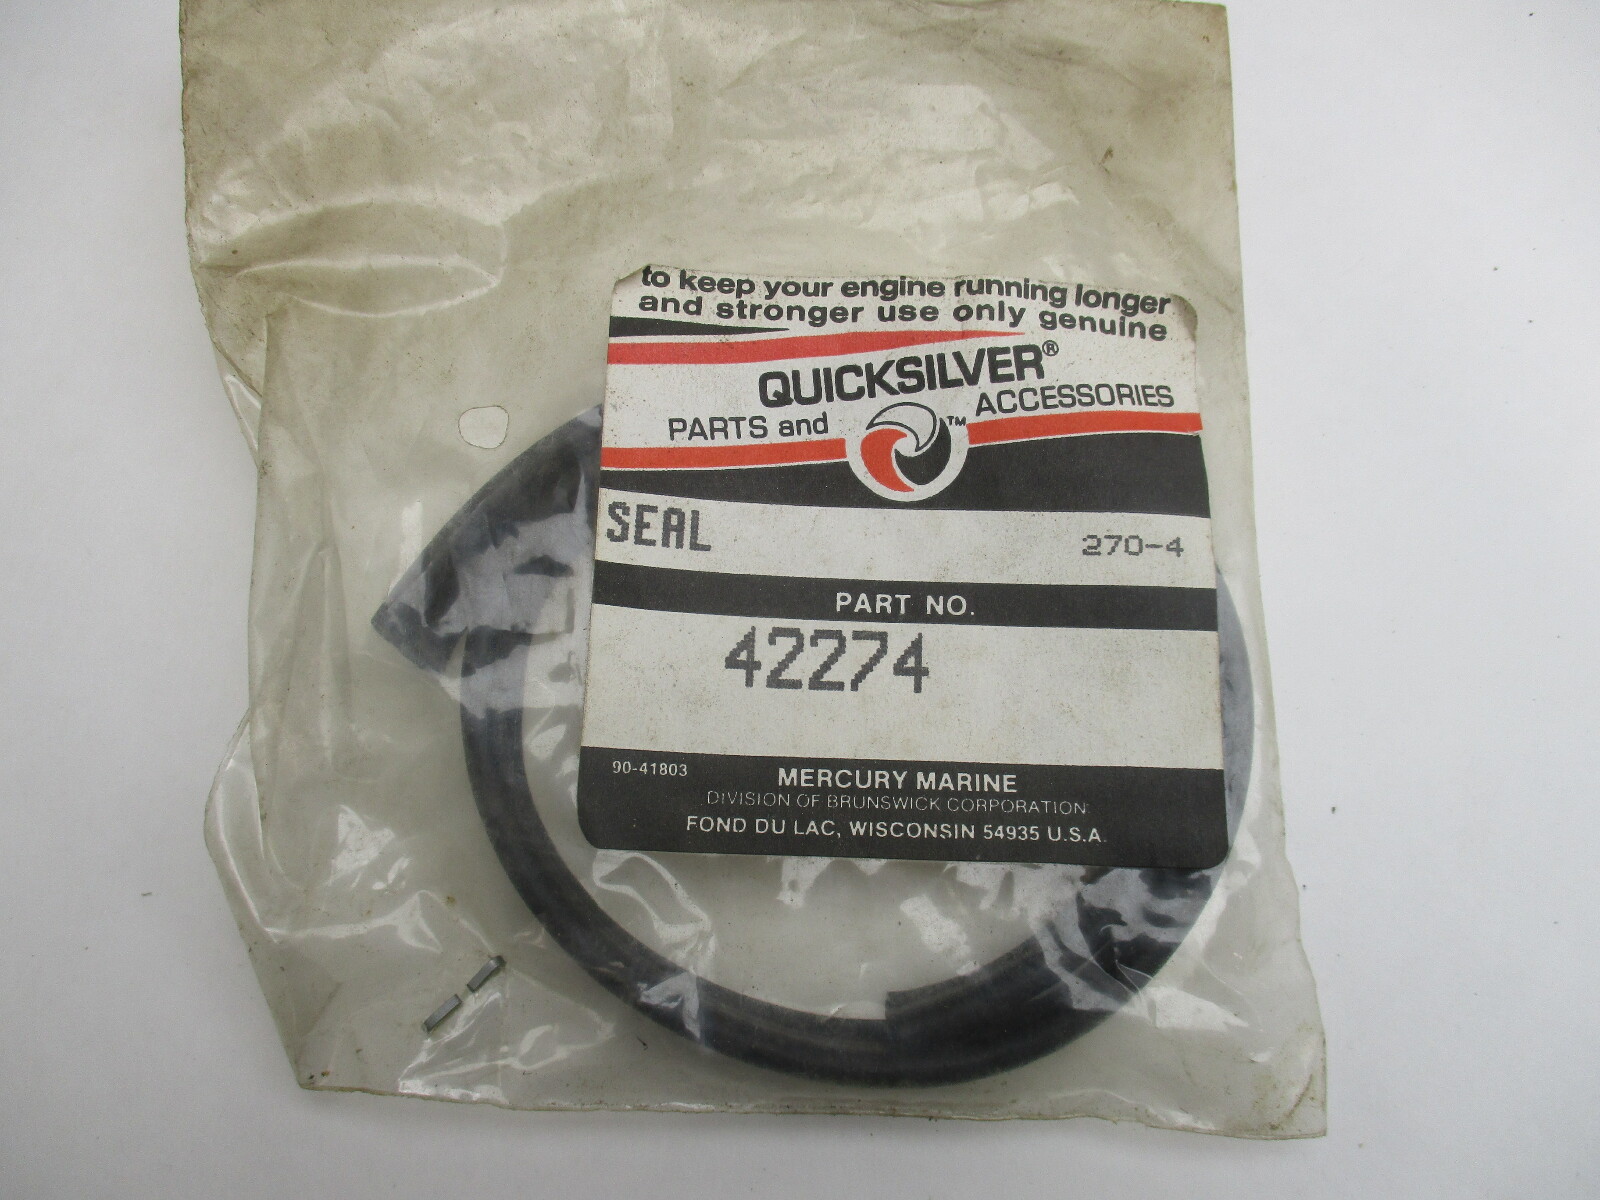 to keep your engine running longer
and stronger use only genuine
QUICKSILVER®
PARTS and ACCESSORIES
TM
SEAL 270-4
PART NO.
42274
90-41803 MERCURY MARINE
DIVISION OF BRUNSWICK CORPORATION
FOND DU LAC, WISCONSIN 54935 U.S.A.